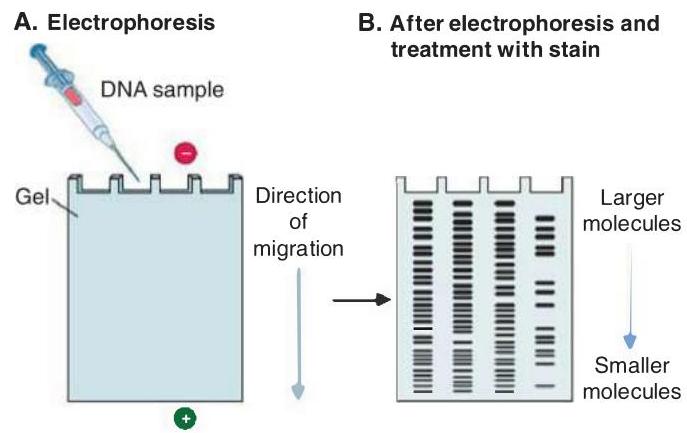 A. Electrophoresis
DNA sample
−
Gel
Direction
of
migration
+
B. After electrophoresis and
treatment with stain
Larger
molecules
Smaller
molecules